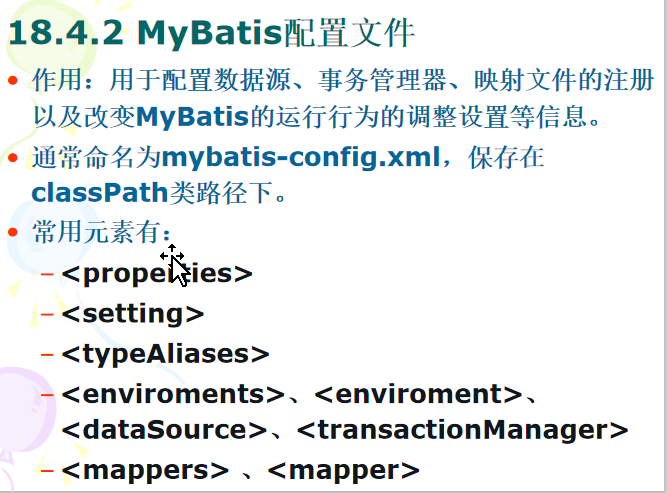 18.4.2 MyBatis配置文件
• 作用：用于配置数据源、事务管理器、映射文件的注册
以及改变MyBatis的运行行为的调整设置等信息。
• 通常命名为mybatis-config.xml，保存在
classPath类路径下。
• 常用元素有：
–<properties>
–<setting>
–<typeAliases>
–<enviroments>、<enviroment>、
<dataSource>、<transactionManager>
–<mappers> 、<mapper>